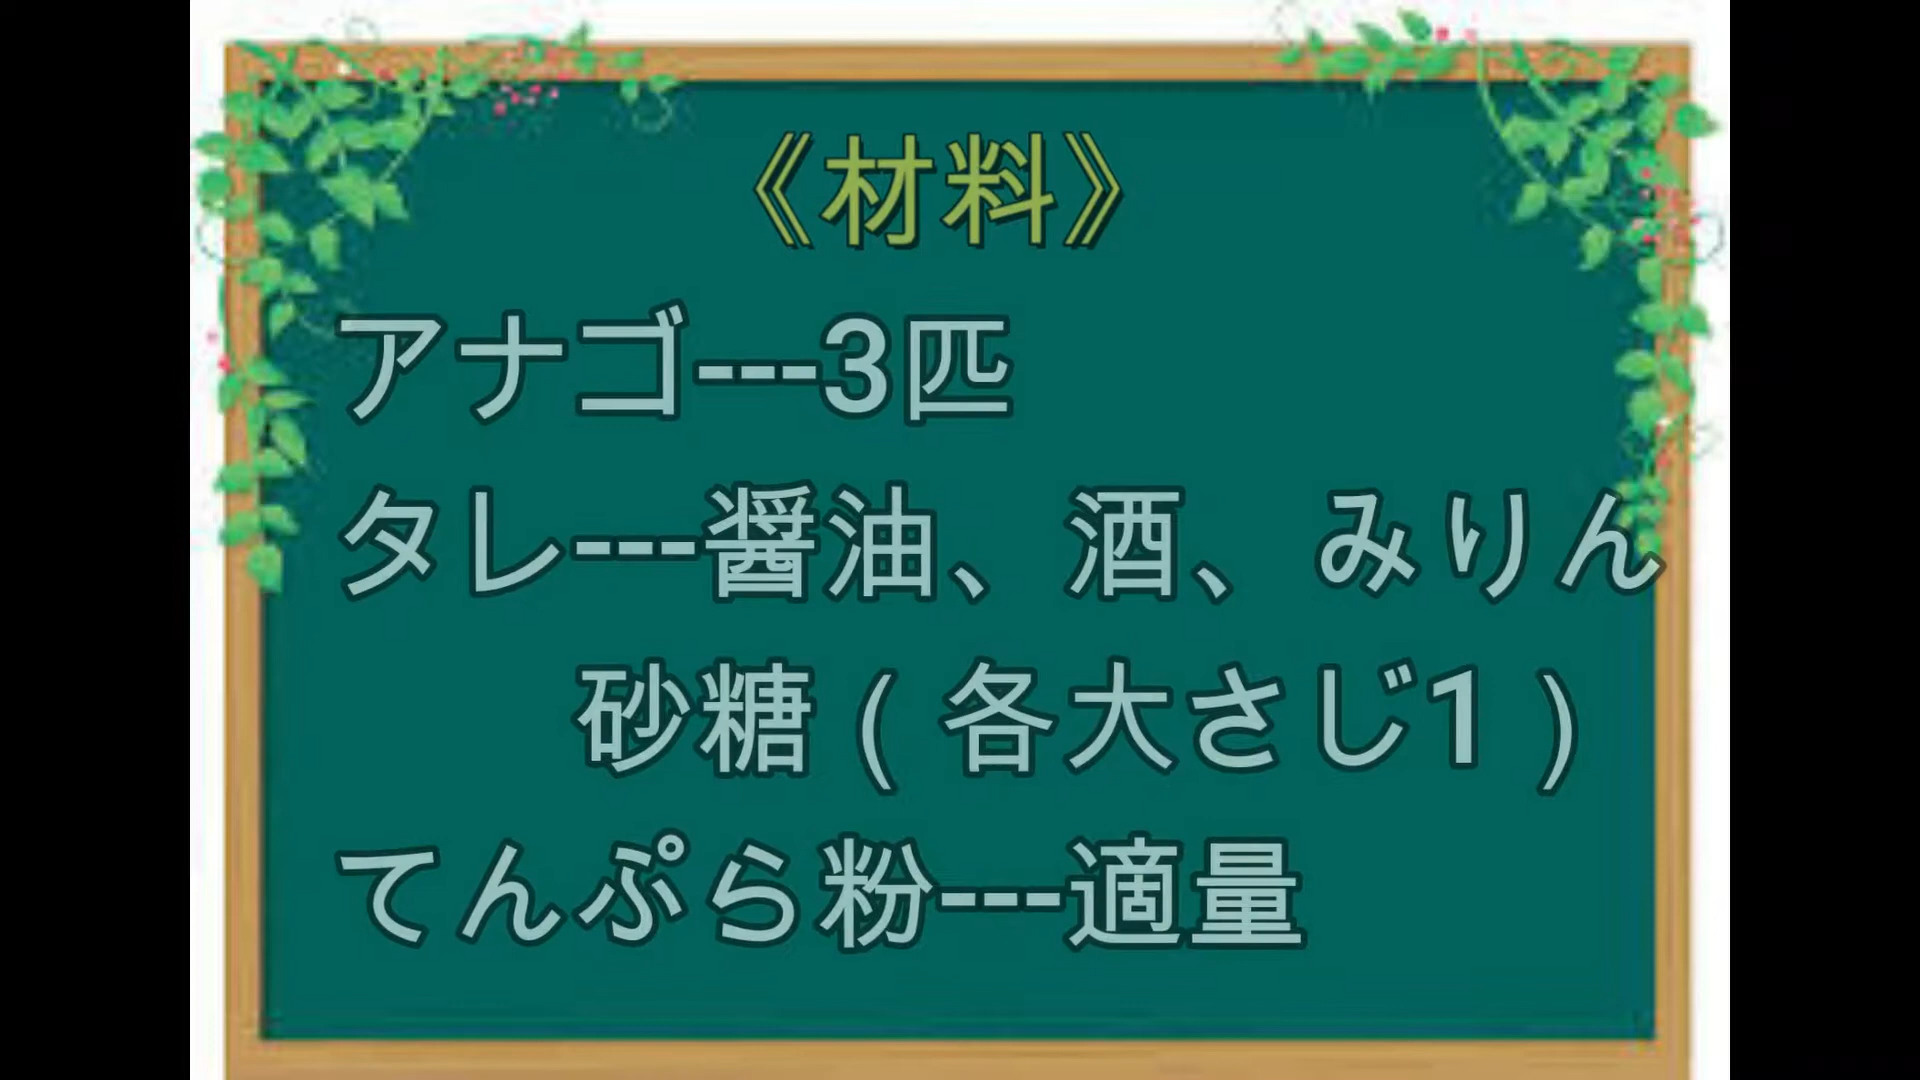 《材料》
アナゴ---3匹
タレ---醤油、酒、みりん
砂糖（各大さじ1）
てんぷら粉---適量